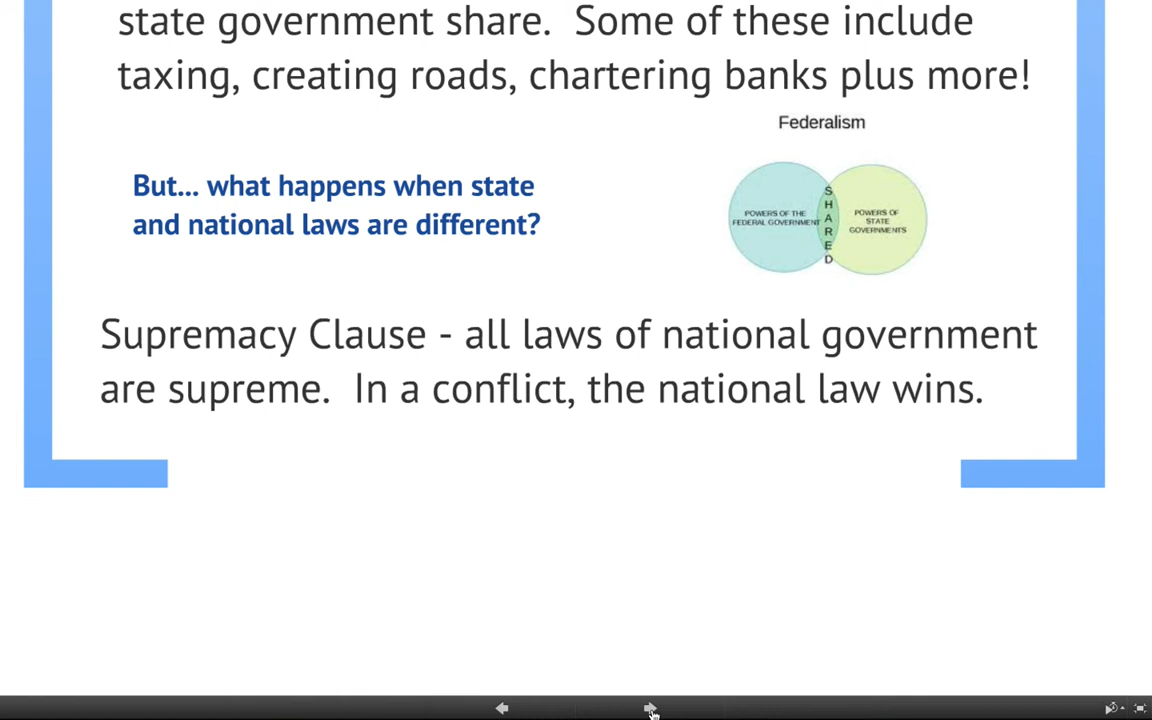 state government share.  Some of these include
taxing, creating roads, chartering banks plus more!
Federalism
But... what happens when state
and national laws are different?
POWERS OF THE
FEDERAL GOVERNMENT
S
H
A
R
E
D
POWERS OF
STATE
GOVERNMENTS
Supremacy Clause - all laws of national government
are supreme.  In a conflict, the national law wins.